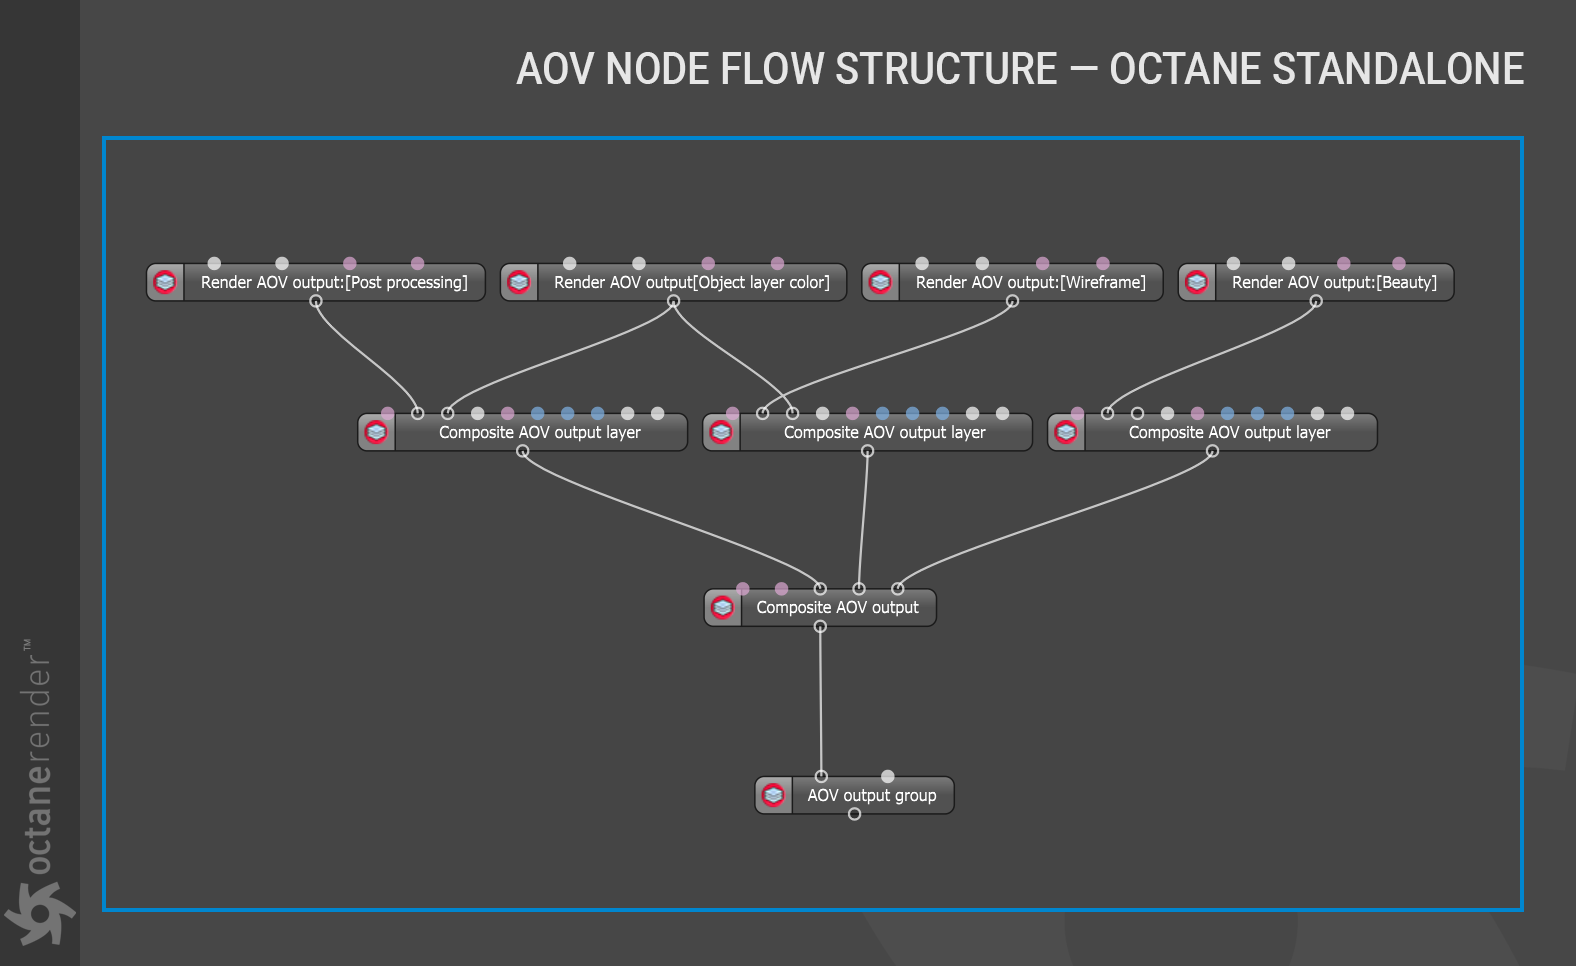 AOV NODE FLOW STRUCTURE — OCTANE STANDALONE
Render AOV output:[Post processing]
Render AOV output[Object layer color]
Render AOV output:[Wireframe]
Render AOV output:[Beauty]
Composite AOV output layer
Composite AOV output layer
Composite AOV output layer
Composite AOV output
AOV output group
octanerender™